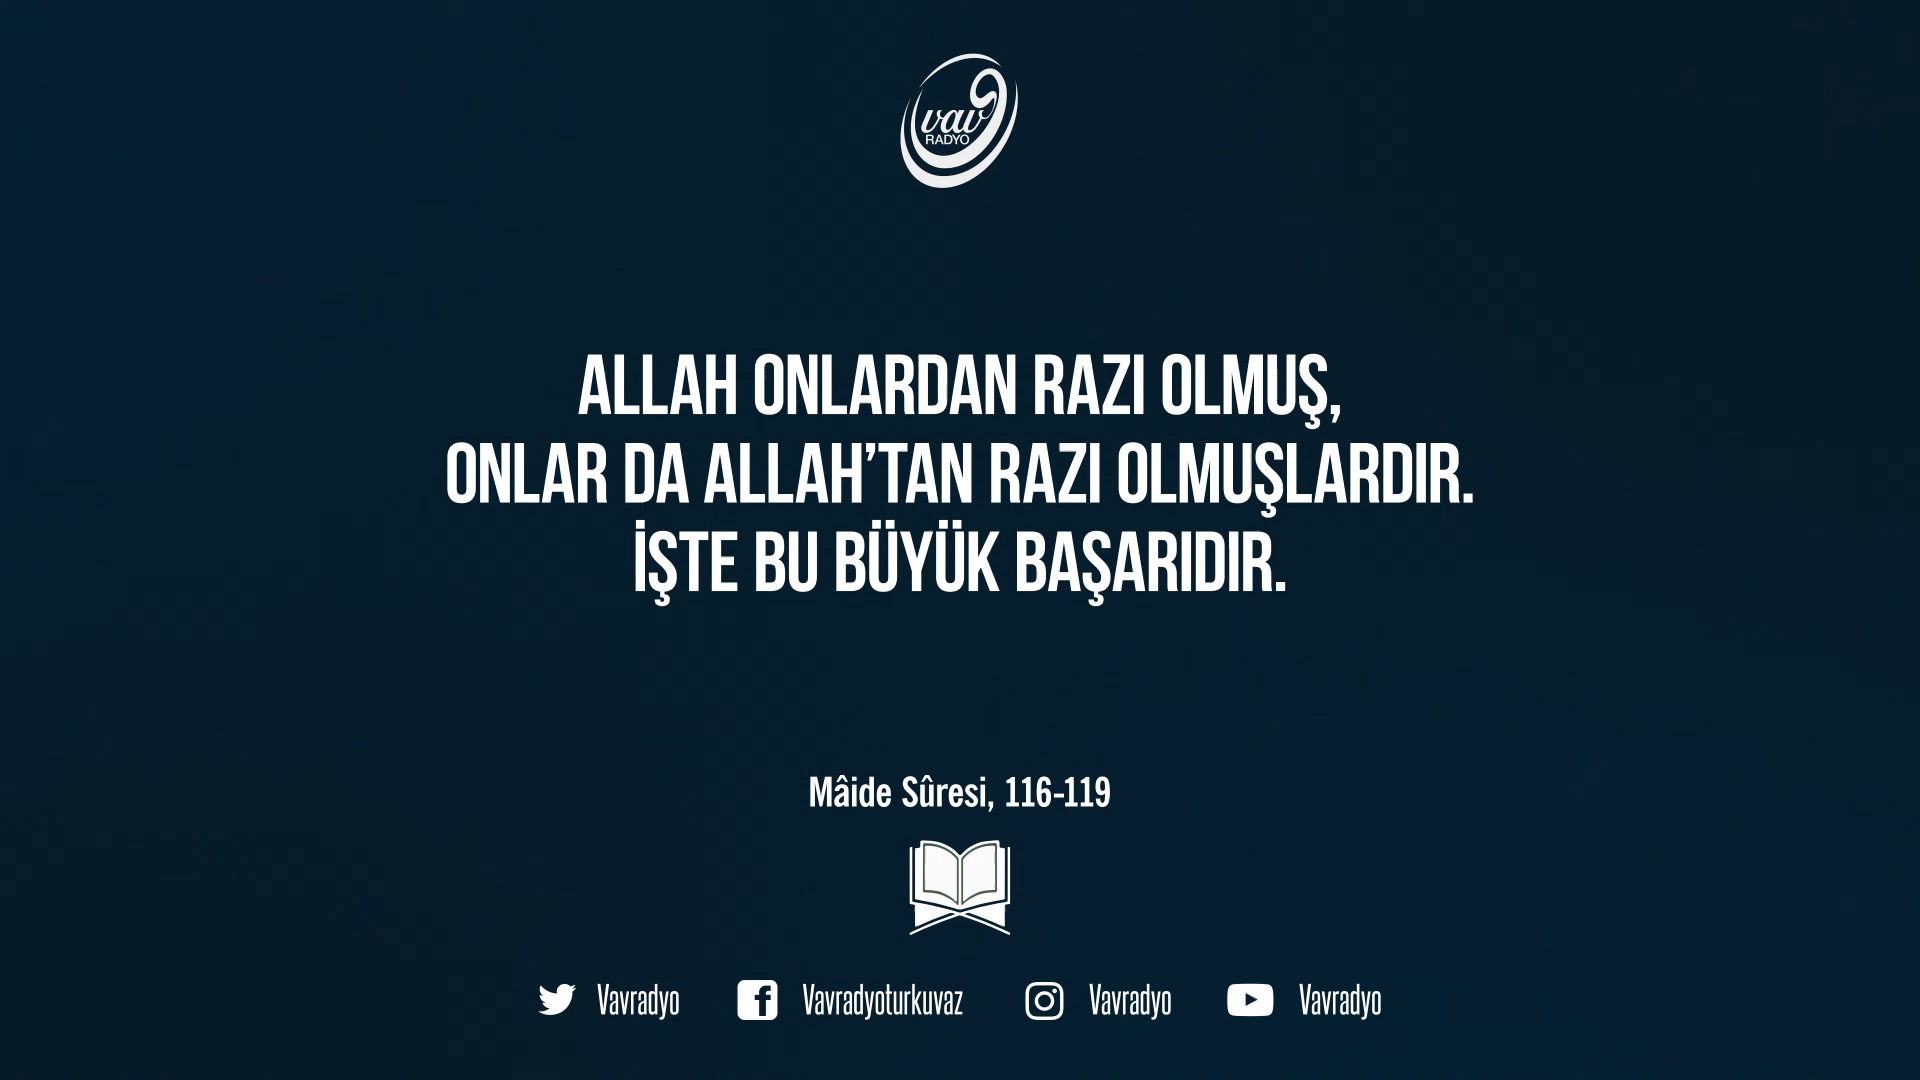 vav
RADYO
ALLAH ONLARDAN RAZI OLMUŞ,
ONLAR DA ALLAH’TAN RAZI OLMUŞLARDIR.
İŞTE BU BÜYÜK BAŞARIDIR.
Mâide Sûresi, 116-119
Vavradyo Vavradyoturkuvaz Vavradyo Vavradyo